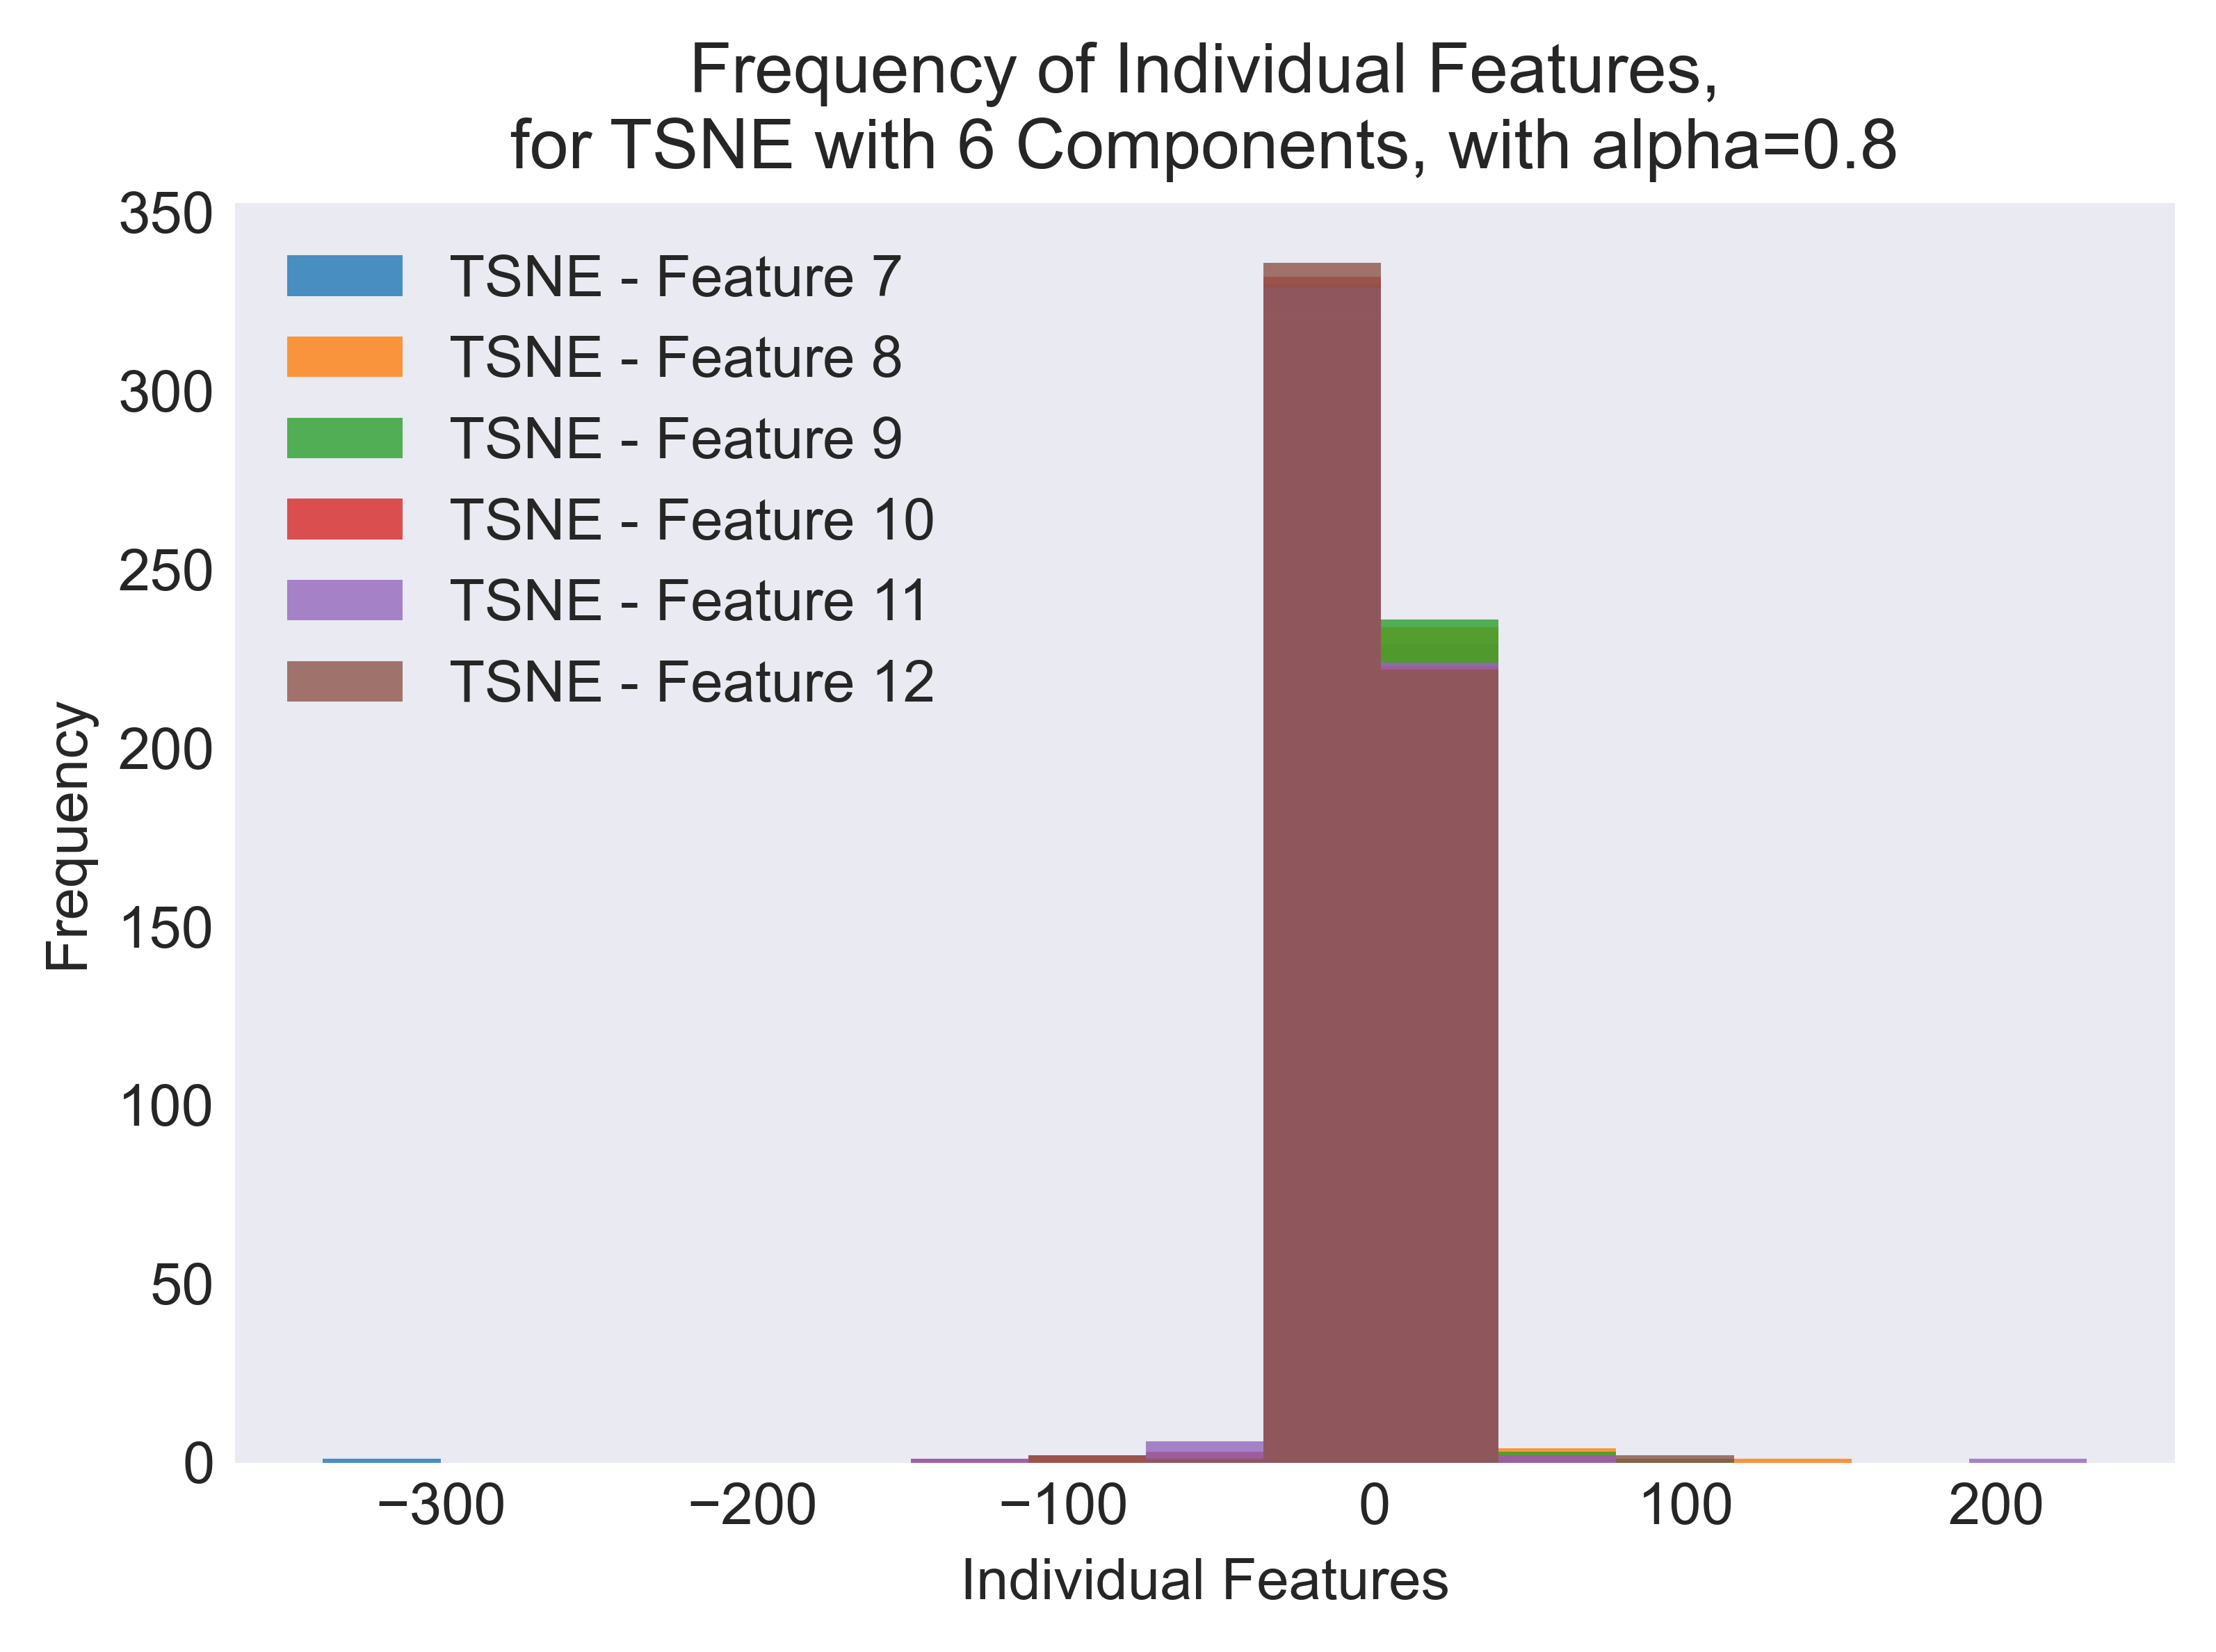 Frequency of Individual Features,
for TSNE with 6 Components, with alpha=0.8
350
300
250
200
150
100
50
0
Frequency
TSNE - Feature 7
TSNE - Feature 8
TSNE - Feature 9
TSNE - Feature 10
TSNE - Feature 11
TSNE - Feature 12
−300 −200 −100 0 100 200
Individual Features